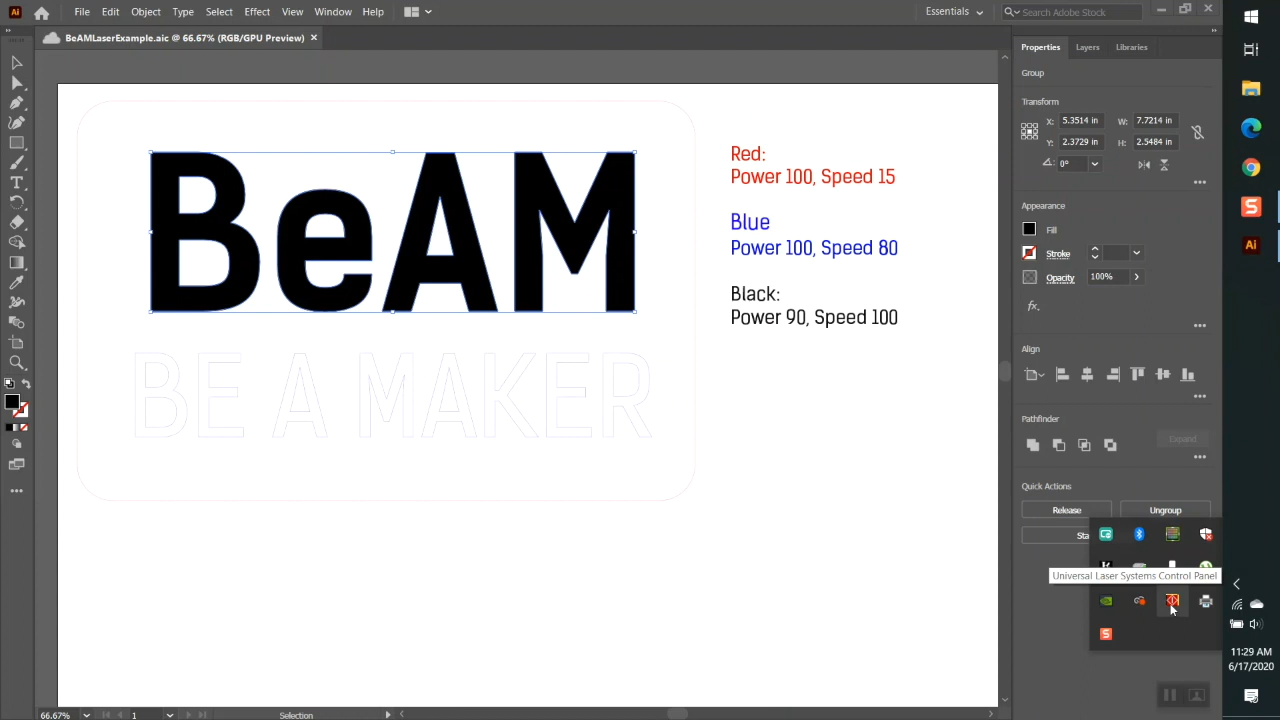 Ai
File Edit Object Type Select Effect View Window Help
Essentials
Search Adobe Stock
BeAMLaserExample.aic @ 66.67% (RGB/GPU Preview)
Properties Layers Libraries
Group
Transform
X: 5.3514 in W: 7.7214 in
Y: 2.3729 in H: 2.5484 in
0°
Appearance
Fill
Stroke
Opacity 100%
fx.
Align
Pathfinder
Expand
Quick Actions
Release Ungroup
Sta
Universal Laser Systems Control Panel
BeAM
BE A MAKER
Red:
Power 100, Speed 15
Blue
Power 100, Speed 80
Black:
Power 90, Speed 100
66.67% 1 Selection
Ai
11:29 AM
6/17/2020